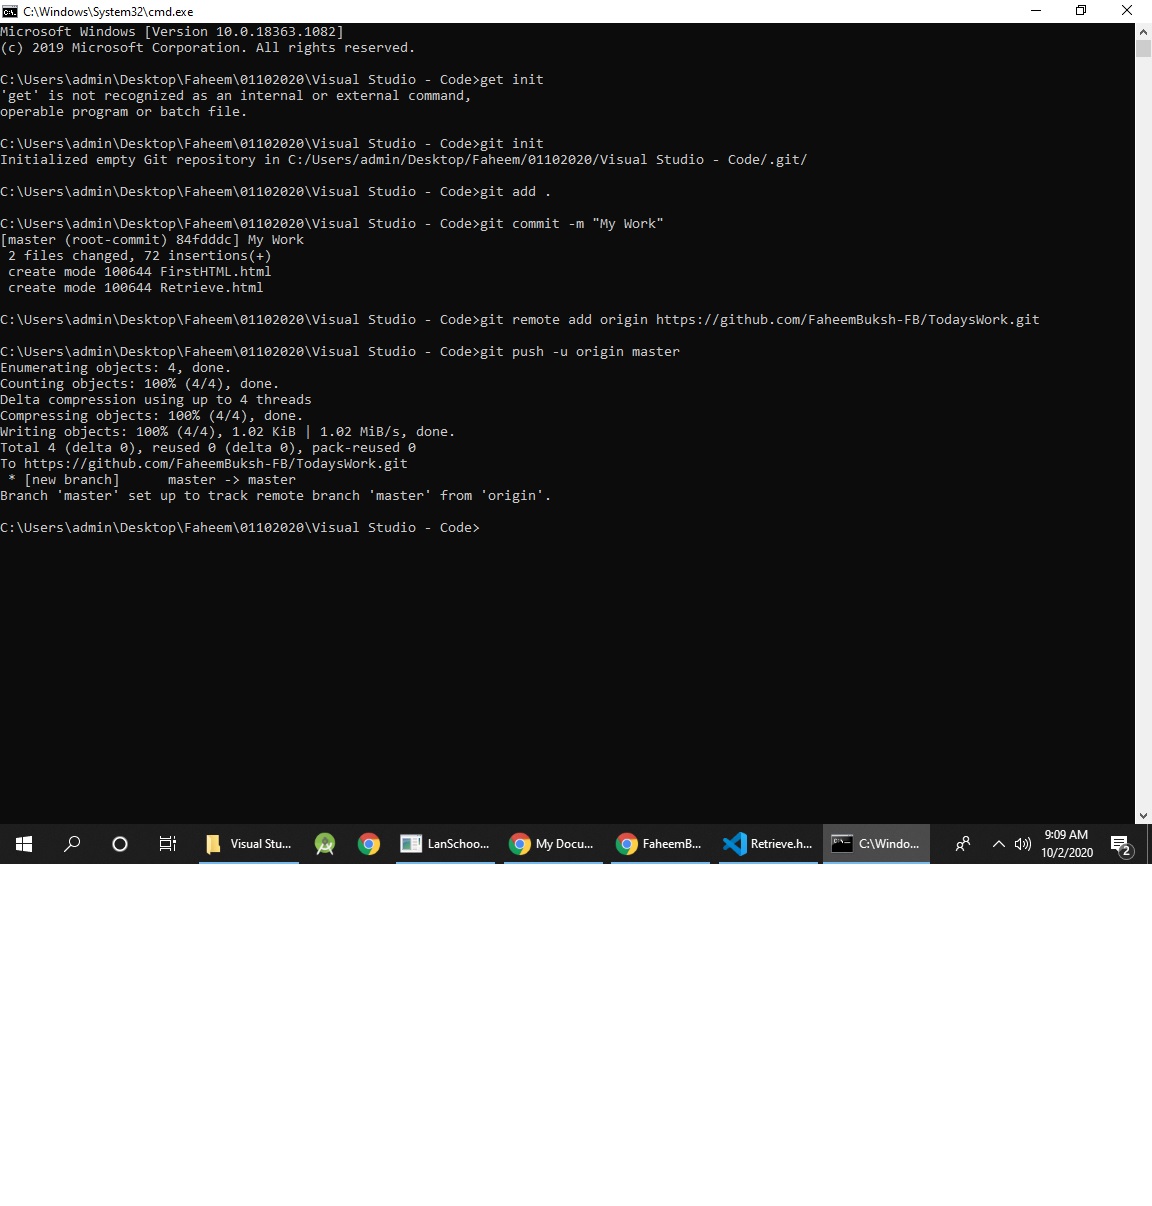 C:\Windows\System32\cmd.exe
Microsoft Windows [Version 10.0.18363.1082]
(c) 2019 Microsoft Corporation. All rights reserved.
C:\Users\admin\Desktop\Faheem\01102020\Visual Studio - Code>get init
'get' is not recognized as an internal or external command,
operable program or batch file.
C:\Users\admin\Desktop\Faheem\01102020\Visual Studio - Code>git init
Initialized empty Git repository in C:/Users/admin/Desktop/Faheem/01102020/Visual Studio - Code/.git/
C:\Users\admin\Desktop\Faheem\01102020\Visual Studio - Code>git add .
C:\Users\admin\Desktop\Faheem\01102020\Visual Studio - Code>git commit -m "My Work"
[master (root-commit) 84fdddc] My Work
 2 files changed, 72 insertions(+)
 create mode 100644 FirstHTML.html
 create mode 100644 Retrieve.html
C:\Users\admin\Desktop\Faheem\01102020\Visual Studio - Code>git remote add origin https://github.com/FaheemBuksh-FB/TodaysWork.git
C:\Users\admin\Desktop\Faheem\01102020\Visual Studio - Code>git push -u origin master
Enumerating objects: 4, done.
Counting objects: 100% (4/4), done.
Delta compression using up to 4 threads
Compressing objects: 100% (4/4), done.
Writing objects: 100% (4/4), 1.02 KiB | 1.02 MiB/s, done.
Total 4 (delta 0), reused 0 (delta 0), pack-reused 0
To https://github.com/FaheemBuksh-FB/TodaysWork.git
 * [new branch]      master -> master
Branch 'master' set up to track remote branch 'master' from 'origin'.
C:\Users\admin\Desktop\Faheem\01102020\Visual Studio - Code>
Visual Stu... LanSchoo... My Docu... FaheemB... Retrieve.h... C:\Windo... 9:09 AM
10/2/2020 2